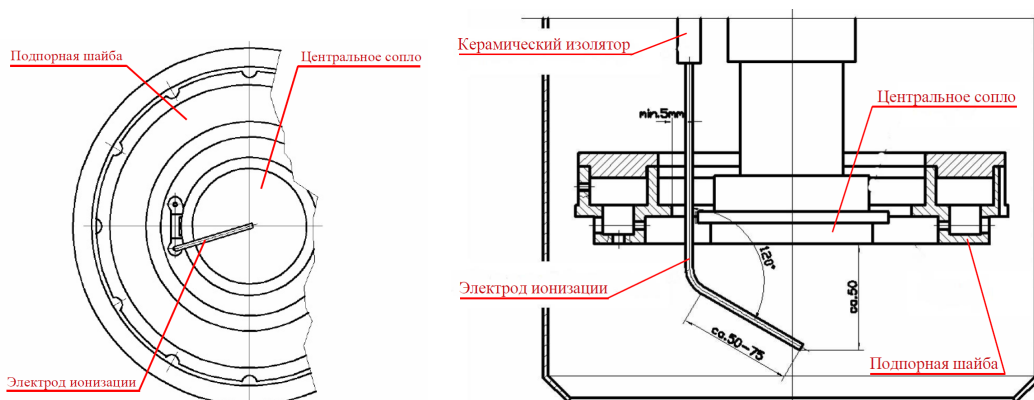 Подпорная шайба
Центральное сопло
Электрод ионизации
Керамический изолятор
Центральное сопло
min.5mm
120°
ca.50
Электрод ионизации
ca.50-75
Подпорная шайба